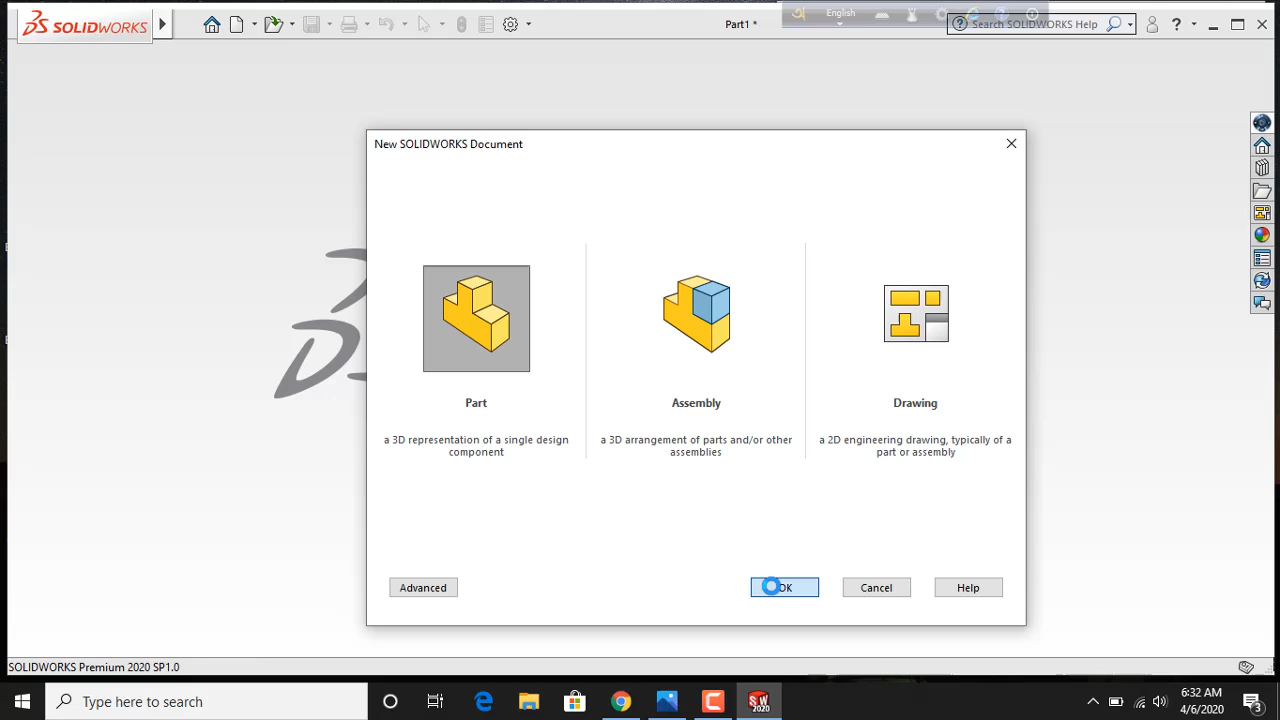 SOLIDWORKS
Part1 *
English
Search SOLIDWORKS Help
?
New SOLIDWORKS Document
Part
Assembly
Drawing
a 3D representation of a single design
component
a 3D arrangement of parts and/or other
assemblies
a 2D engineering drawing, typically of a
part or assembly
Advanced
OK
Cancel
Help
SOLIDWORKS Premium 2020 SP1.0
Type here to search
SW
2020
6:32 AM
4/6/2020
3